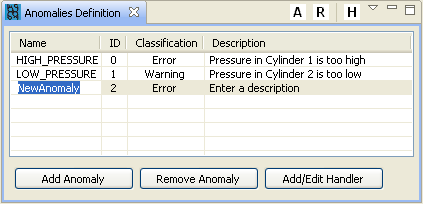 Anomalies Definition A R H
Name ID Classification Description
HIGH_PRESSURE 0 Error Pressure in Cylinder 1 is too high
LOW_PRESSURE 1 Warning Pressure in Cylinder 2 is too low
NewAnomaly 2 Error Enter a description
Add Anomaly Remove Anomaly Add/Edit Handler